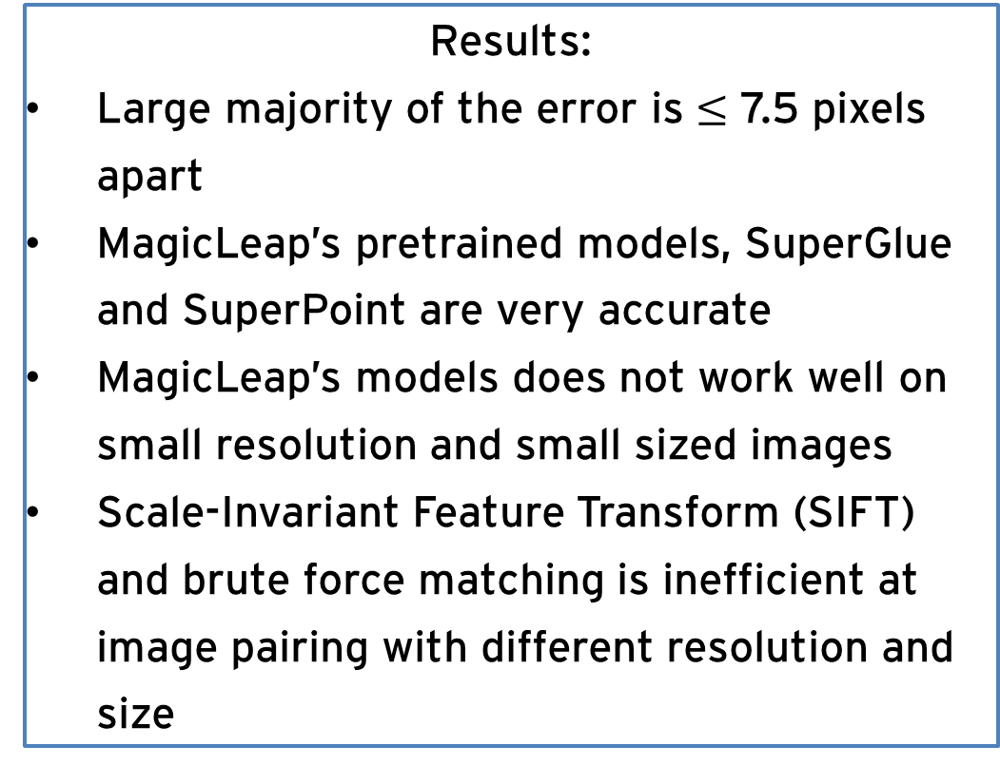 Results:
• Large majority of the error is ≤ 7.5 pixels
apart
• MagicLeap's pretrained models, SuperGlue
and SuperPoint are very accurate
• MagicLeap's models does not work well on
small resolution and small sized images
• Scale-Invariant Feature Transform (SIFT)
and brute force matching is inefficient at
image pairing with different resolution and
size